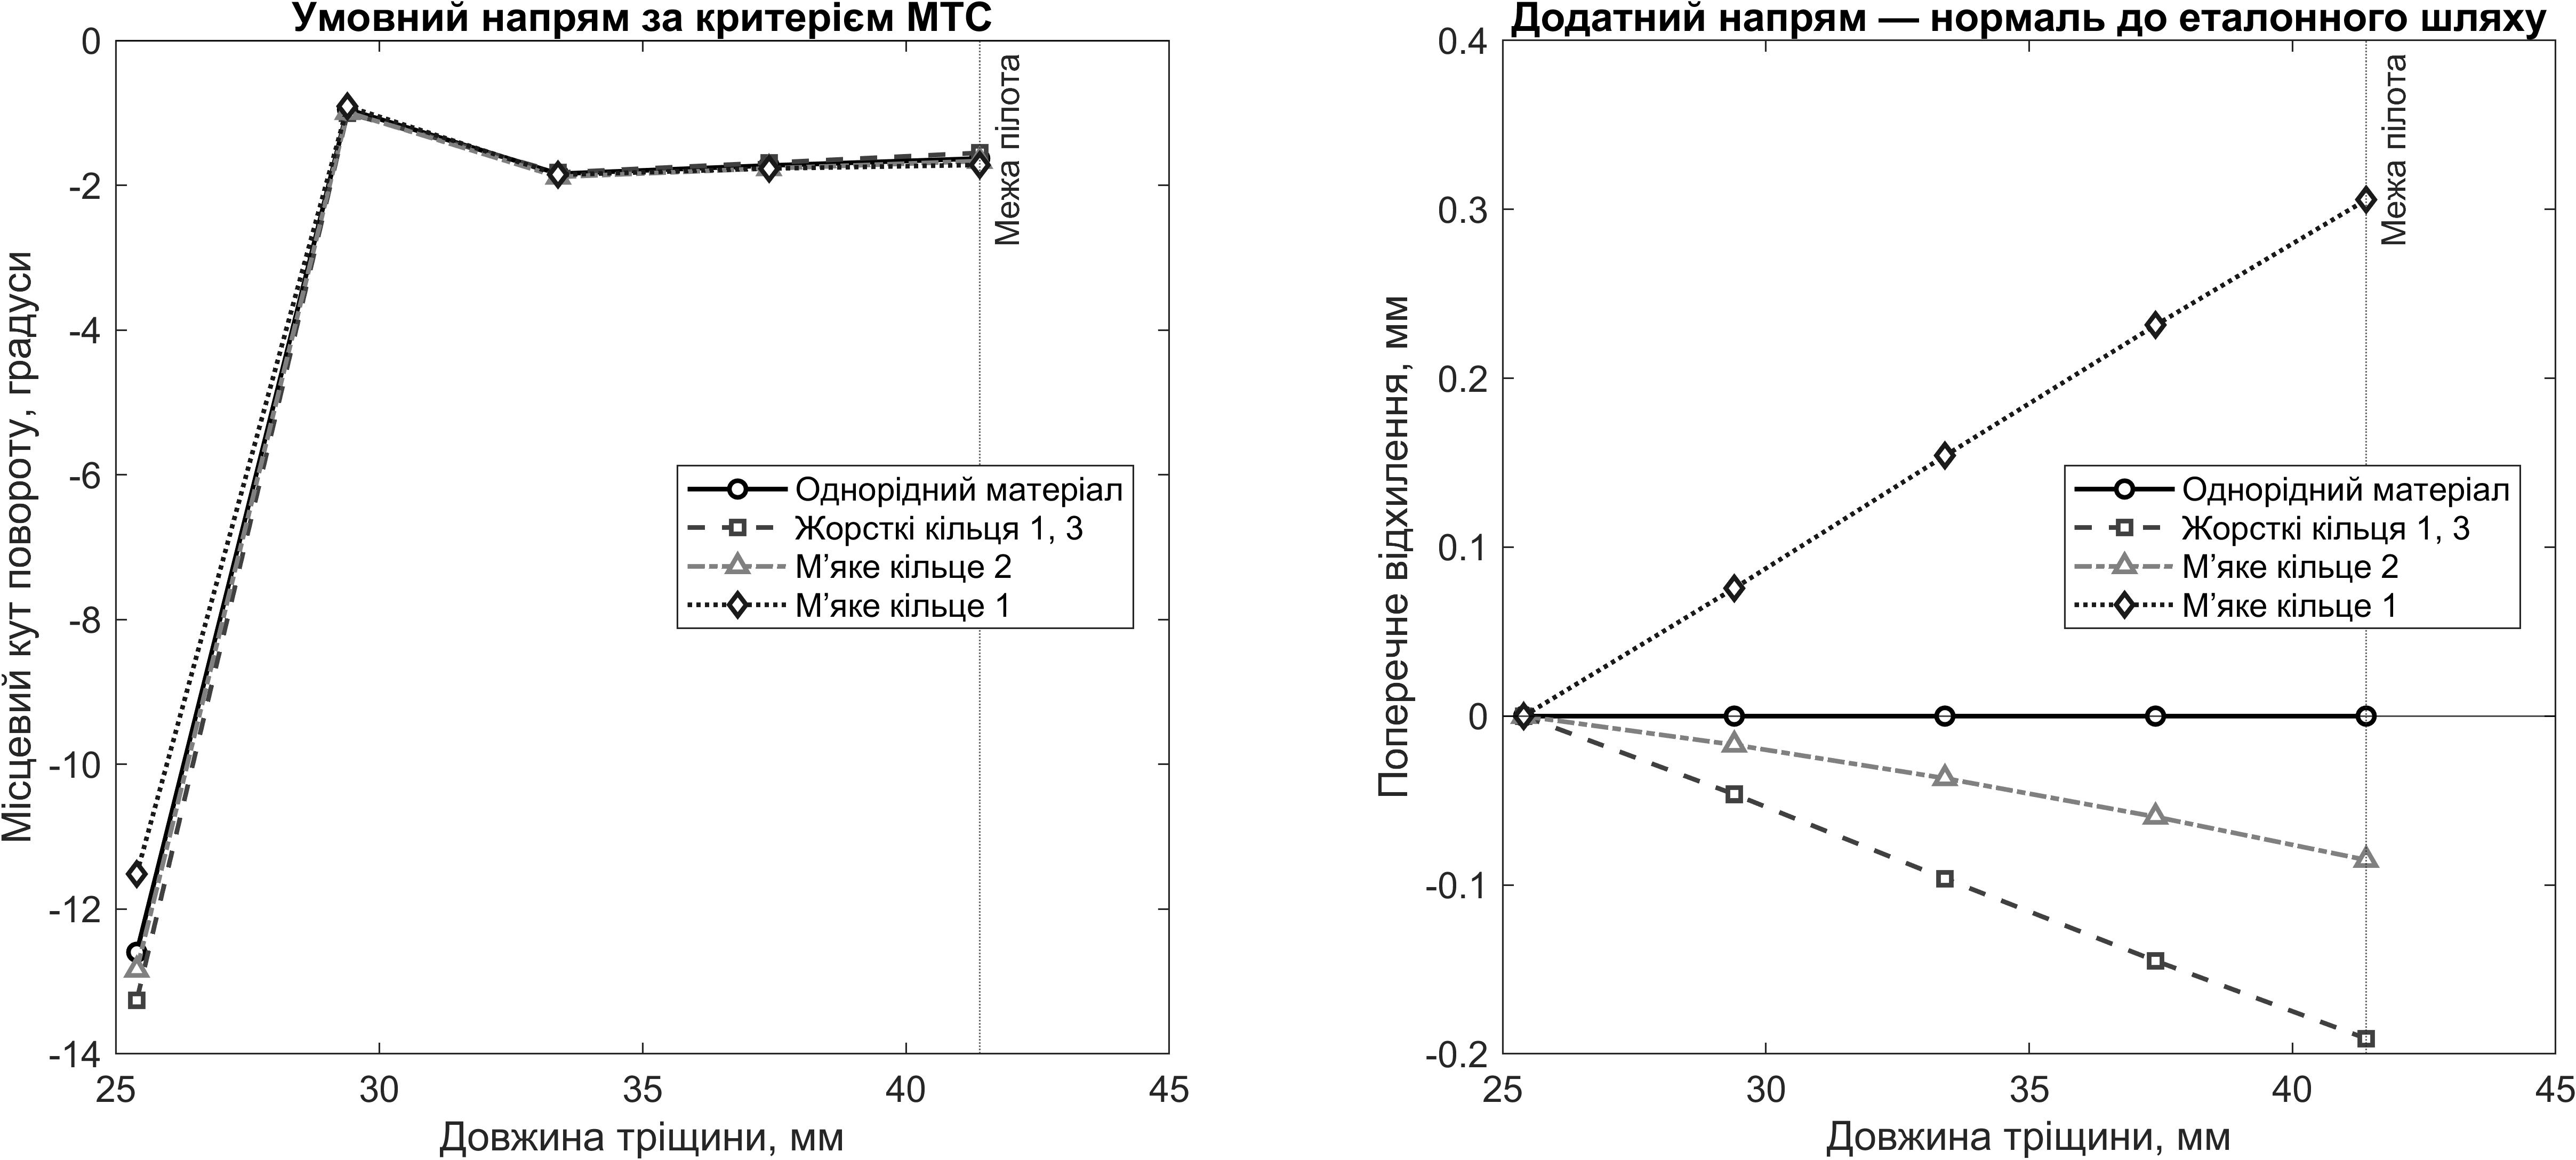 Умовний напрям за критерієм МТС
Місцевий кут повороту, градуси
0
-2
-4
-6
-8
-10
-12
-14
25
30
35
40
45
Довжина тріщини, мм
Межа пілота
Однорідний матеріал
Жорсткі кільця 1, 3
М’яке кільце 2
М’яке кільце 1
Додатний напрям — нормаль до еталонного шляху
Поперечне відхилення, мм
0.4
0.3
0.2
0.1
0
-0.1
-0.2
25
30
35
40
45
Довжина тріщини, мм
Межа пілота
Однорідний матеріал
Жорсткі кільця 1, 3
М’яке кільце 2
М’яке кільце 1